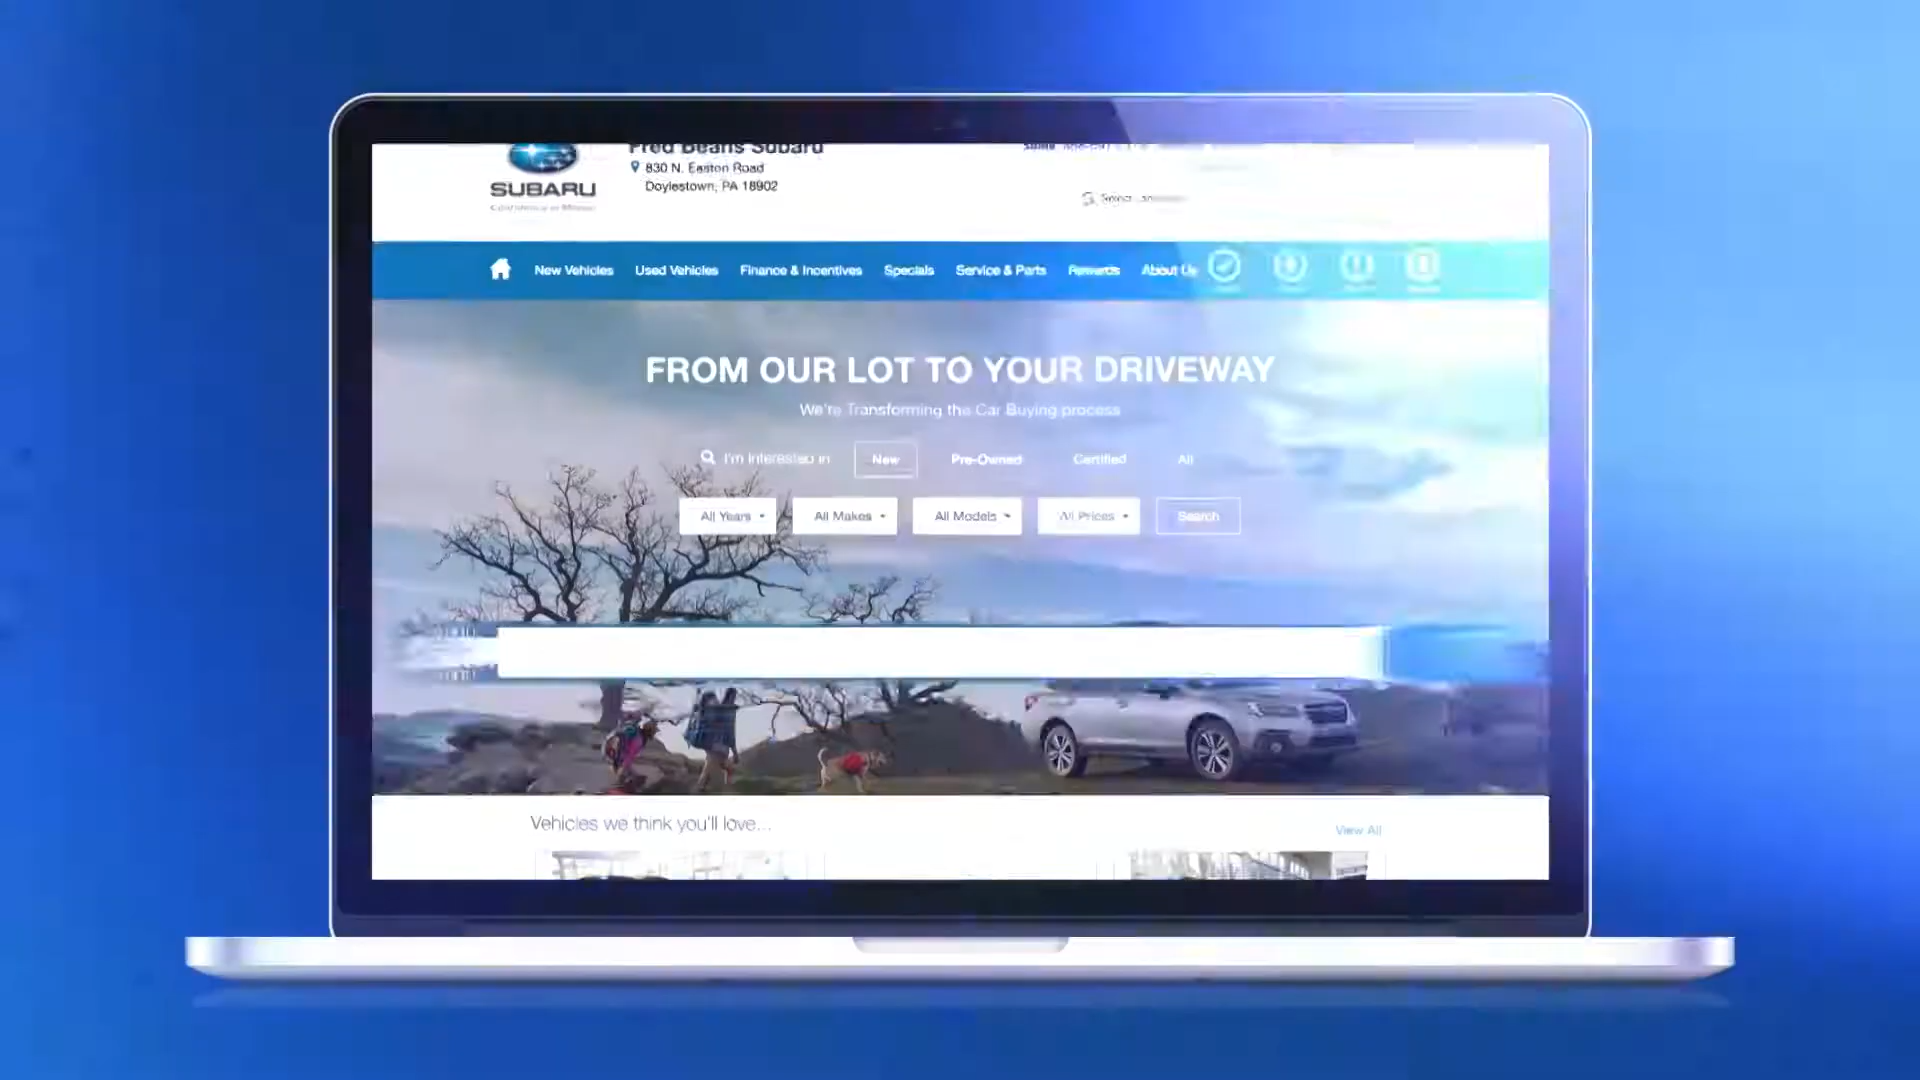 Fred Beans Subaru
SUBARU
830 N. Easton Road
Doylestown, PA 18902
New Vehicles Used Vehicles Finance & Incentives Specials Service & Parts Rewards About Us
FROM OUR LOT TO YOUR DRIVEWAY
We're Transforming the Car Buying process
I'm interested in New Pre-Owned Certified All
All Years All Makes All Models All Prices Search
Vehicles we think you'll love...
View All